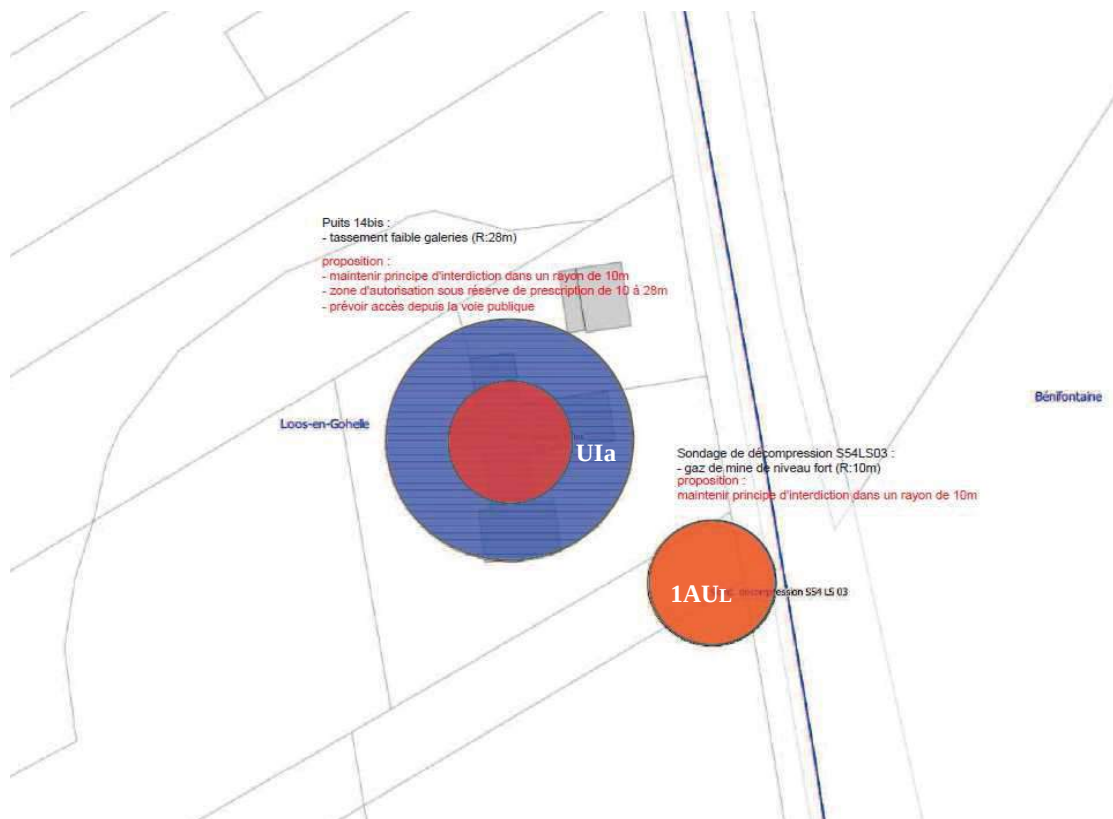 Puits 14bis :
- tassement faible galeries (R:28m)
proposition :
- maintenir principe d'interdiction dans un rayon de 10m
- zone d'autorisation sous réserve de prescription de 10 à 28m
- prévoir accès depuis la voie publique
Loos-en-Gohelle
Bénifontaine
UIa
Sondage de décompression S54LS03 :
- gaz de mine de niveau fort (R:10m)
proposition :
maintenir principe d'interdiction dans un rayon de 10m
1AUL
décompression S54 LS 03